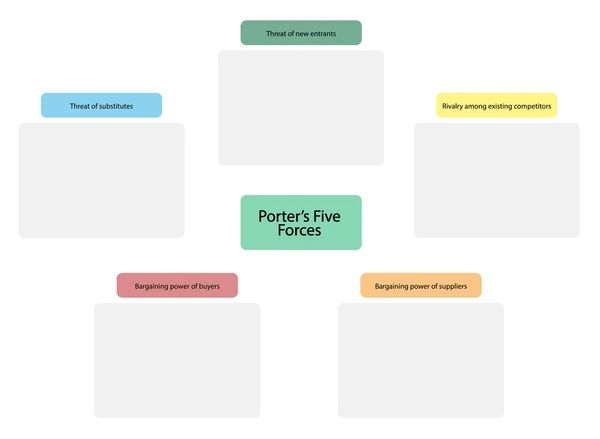 Threat of new entrants
Threat of substitutes
Rivalry among existing competitors
Porter’s Five
Forces
Bargaining power of buyers
Bargaining power of suppliers